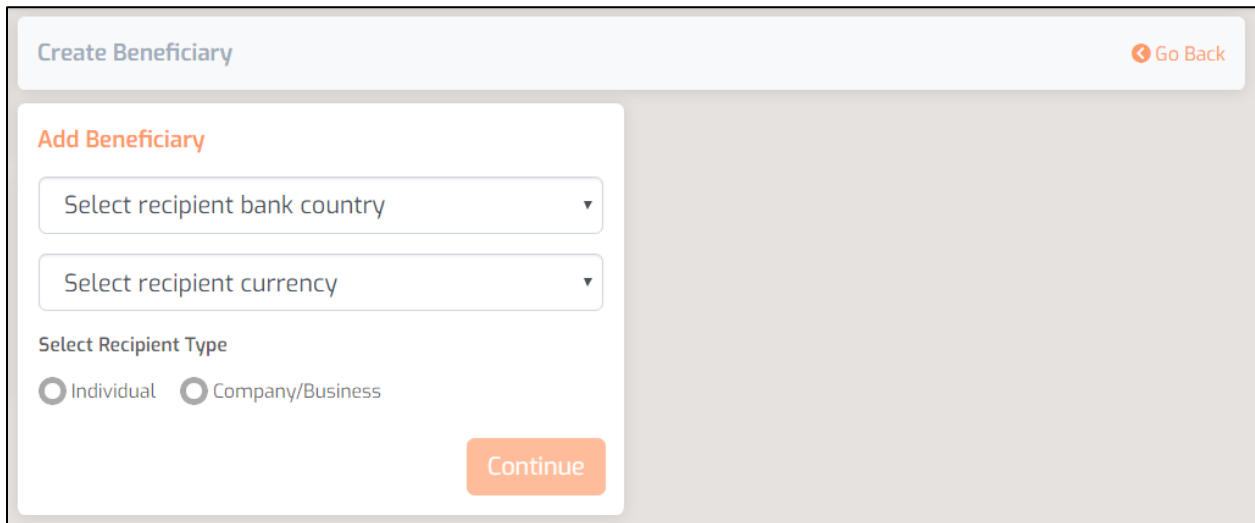 Create Beneficiary
Go Back
Add Beneficiary
Select recipient bank country
Select recipient currency
Select Recipient Type
Individual Company/Business
Continue